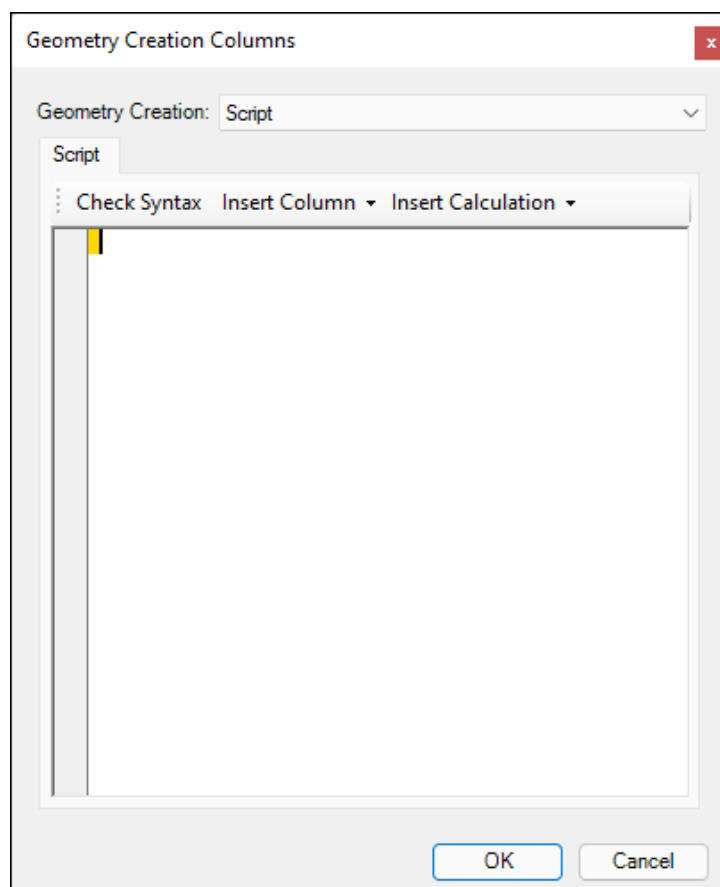 Geometry Creation Columns
x
Geometry Creation: Script
Script
Check Syntax Insert Column Insert Calculation
OK Cancel